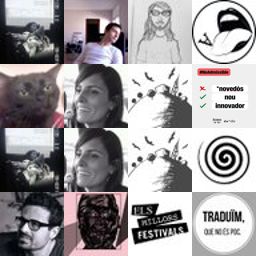 *novedós
nou
innovador
ELS
MILLORS
FESTIVALS.
TRADUÏM,
QUE NO ÉS POC.